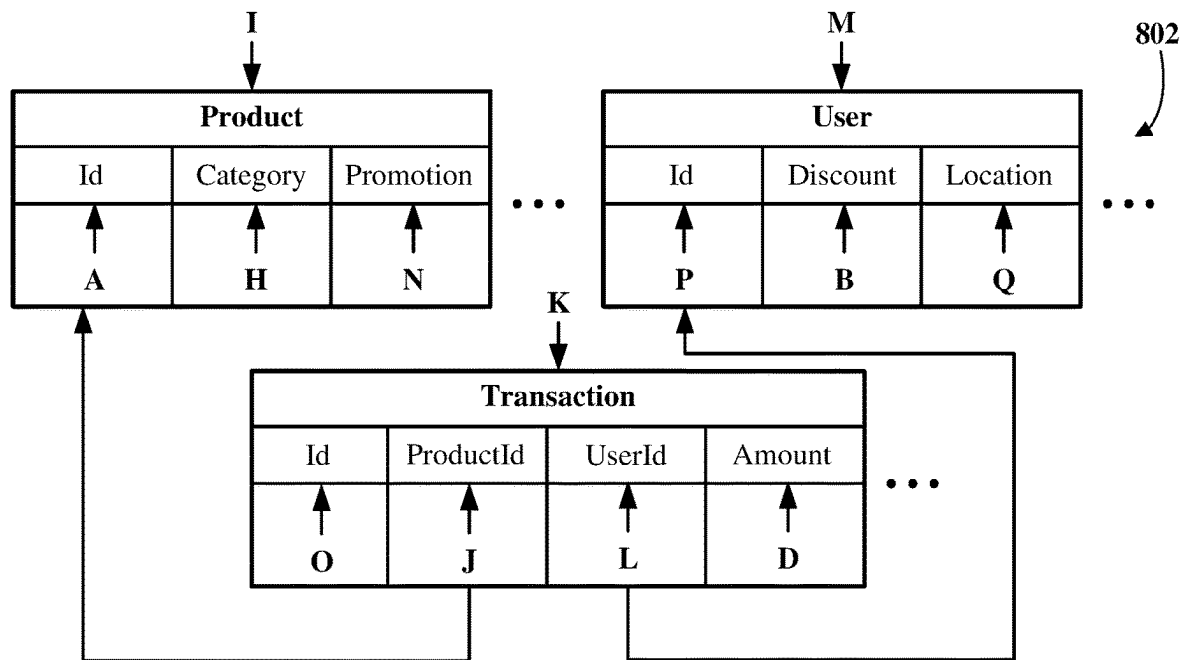 I M 802
Product User
Id Category Promotion ••• Id Discount Location •••
A H N P B Q
K
Transaction
Id ProductId UserId Amount •••
O J L D